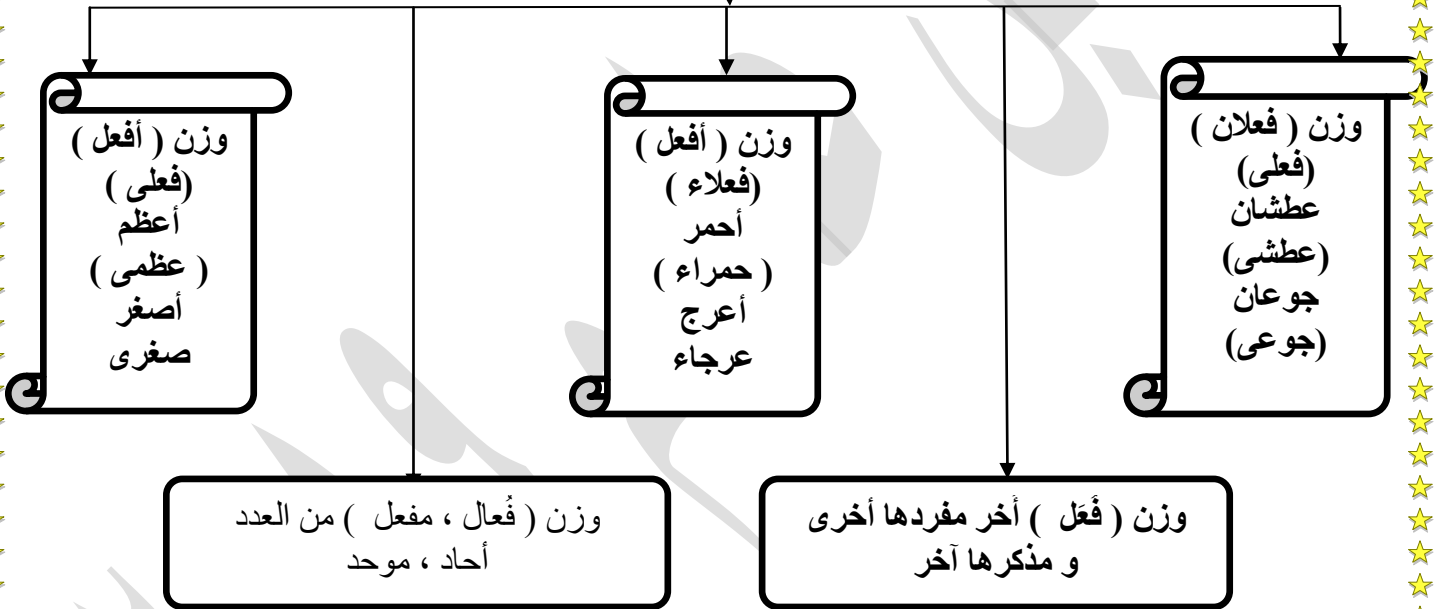 وزن ( فعلان )
(فعلى)
عطشان
(عطشى)
جوعان
(جوعى)
وزن ( أفعل )
(فعلاء )
أحمر
( حمراء )
أعرج
عرجاء
وزن ( أفعل )
(فعلى )
أعظم
( عظمى )
أصغر
صغرى
وزن ( فَعَل ) أخر مفردها أخرى
و مذكرها آخر
وزن ( فُعال ، مفعل ) من العدد
أحاد ، موحد